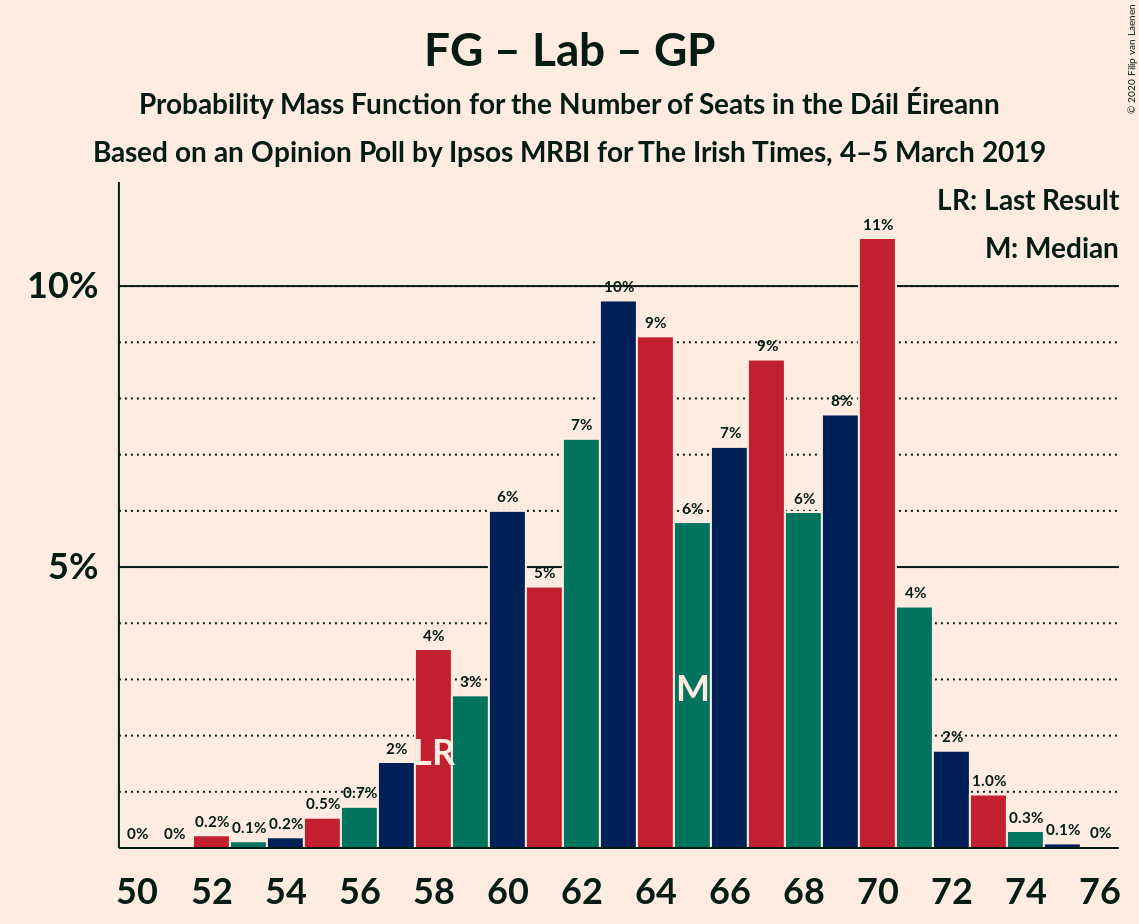 FG – Lab – GP
Probability Mass Function for the Number of Seats in the Dáil Éireann
Based on an Opinion Poll by Ipsos MRBI for The Irish Times, 4–5 March 2019
© 2020 Filip van Laenen
LR: Last Result
M: Median
10%
5%
0% 0% 0.2% 0.1% 0.2% 0.5% 0.7% 2% 4% 3% 6% 5% 7% 10% 9% 6% 7% 9% 6% 8% 11% 4% 2% 1.0% 0.3% 0.1% 0%
LR
M
50 52 54 56 58 60 62 64 66 68 70 72 74 76